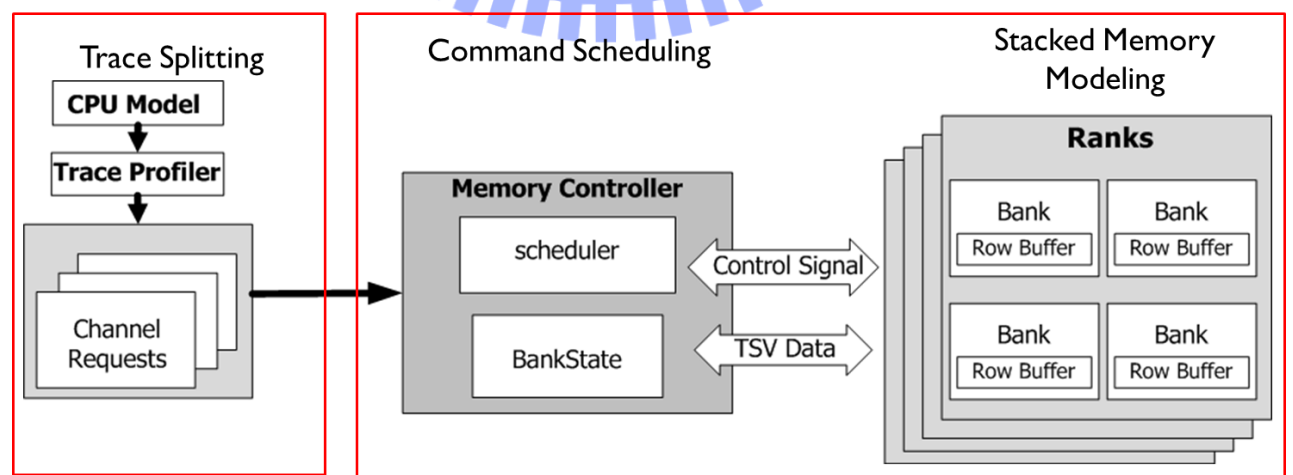 Trace Splitting
CPU Model
Trace Profiler
Channel
Requests
Command Scheduling
Memory Controller
scheduler
BankState
Control Signal
TSV Data
Stacked Memory
Modeling
Ranks
Bank
Row Buffer
Bank
Row Buffer
Bank
Row Buffer
Bank
Row Buffer